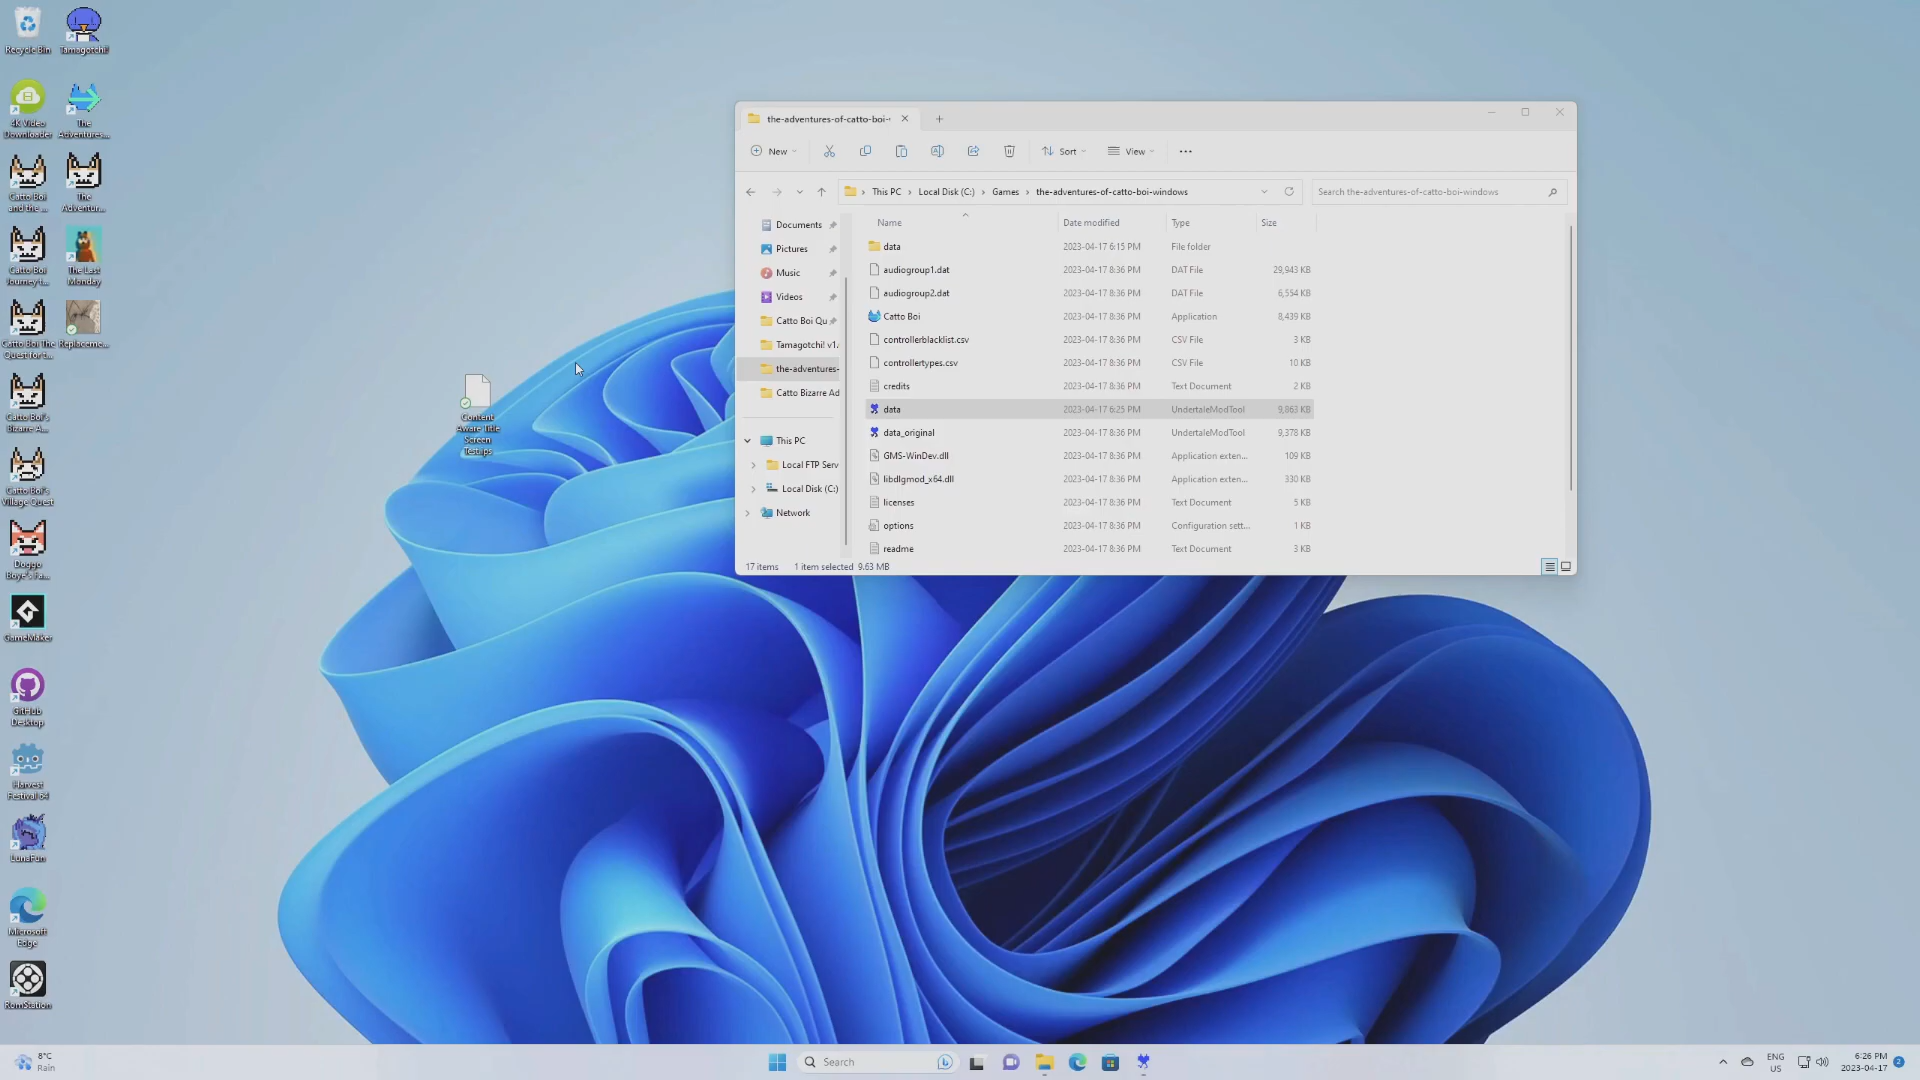 Recycle Bin
Tamagotchi!
4K Video
Downloader
The
Adventures...
Catto Boi
and the ...
The
Adventur...
Catto Boi
Journey t...
The Last
Monday
Catto Boi The
Quest for t...
Replaceme...
Catto Boi's
Bizarre A...
Catto Boi's
Village Quest
Doggo
Boye's Fa...
GameMaker
GitHub
Desktop
Harvest
Festival 64
LunaFun
Microsoft
Edge
RomStation
Content
Aware Title
Screen
Test.ips
the-adventures-of-catto-boi-
New
Sort
View
This PC
Local Disk (C:)
Games
the-adventures-of-catto-boi-windows
Search the-adventures-of-catto-boi-windows
Documents
Pictures
Music
Videos
Catto Boi Qu
Tamagotchi! v1.
the-adventures-
Catto Bizarre Ad
This PC
Local FTP Serv
Local Disk (C:)
Network
Name Date modified Type Size
data 2023-04-17 6:15 PM File folder
audiogroup1.dat 2023-04-17 8:36 PM DAT File 29,943 KB
audiogroup2.dat 2023-04-17 8:36 PM DAT File 6,554 KB
Catto Boi 2023-04-17 8:36 PM Application 8,439 KB
controllerblacklist.csv 2023-04-17 8:36 PM CSV File 3 KB
controllertypes.csv 2023-04-17 8:36 PM CSV File 10 KB
credits 2023-04-17 8:36 PM Text Document 2 KB
data 2023-04-17 6:25 PM UndertaleModTool 9,863 KB
data_original 2023-04-17 8:36 PM UndertaleModTool 9,378 KB
GMS-WinDev.dll 2023-04-17 8:36 PM Application exten... 109 KB
libdlgmod_x64.dll 2023-04-17 8:36 PM Application exten... 330 KB
licenses 2023-04-17 8:36 PM Text Document 5 KB
options 2023-04-17 8:36 PM Configuration sett... 1 KB
readme 2023-04-17 8:36 PM Text Document 3 KB
17 items 1 item selected 9.63 MB
8°C
Rain
Search
ENG
US
6:26 PM
2023-04-17
2